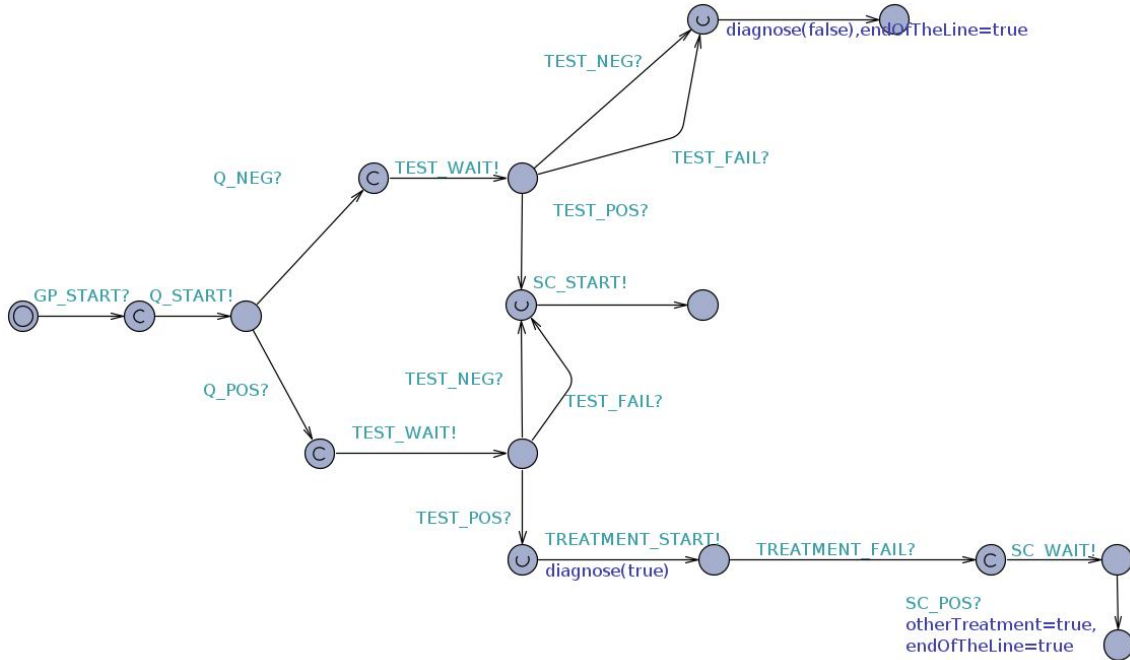 diagnose(false),endOfTheLine=true
TEST_NEG?
TEST_FAIL?
TEST_WAIT!
Q_NEG?
TEST_POS?
SC_START!
GP_START?
Q_START!
TEST_NEG?
Q_POS?
TEST_FAIL?
TEST_WAIT!
TEST_POS?
TREATMENT_START!
diagnose(true)
TREATMENT_FAIL?
SC_WAIT!
SC_POS?
otherTreatment=true,
endOfTheLine=true